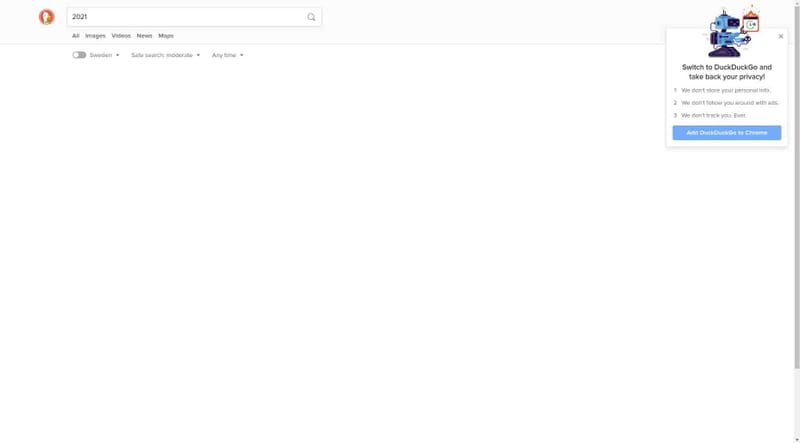 2021
All Images Videos News Maps
Sweden Safe search: moderate Any time
Switch to DuckDuckGo and
take back your privacy!
1 We don't store your personal info.
2 We don't follow you around with ads.
3 We don't track you. Ever.
Add DuckDuckGo to Chrome